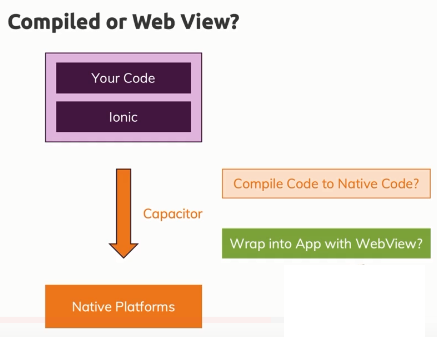 Compiled or Web View?
Your Code
Ionic
Capacitor
Compile Code to Native Code?
Wrap into App with WebView?
Native Platforms